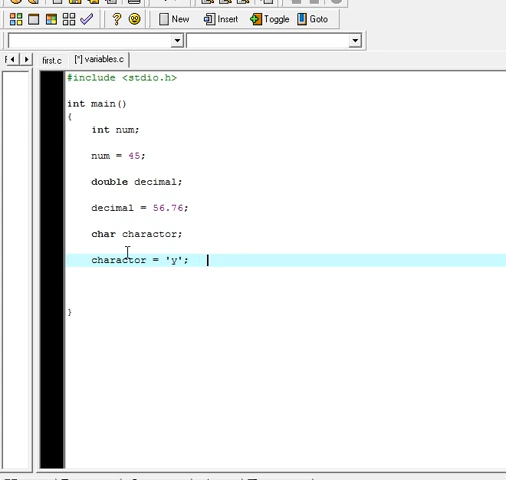 New Insert Toggle Goto
first.c [*] variables.c
#include <stdio.h>
int main()
{
int num;
num = 45;
double decimal;
decimal = 56.76;
char charactor;
charactor = 'y';
}